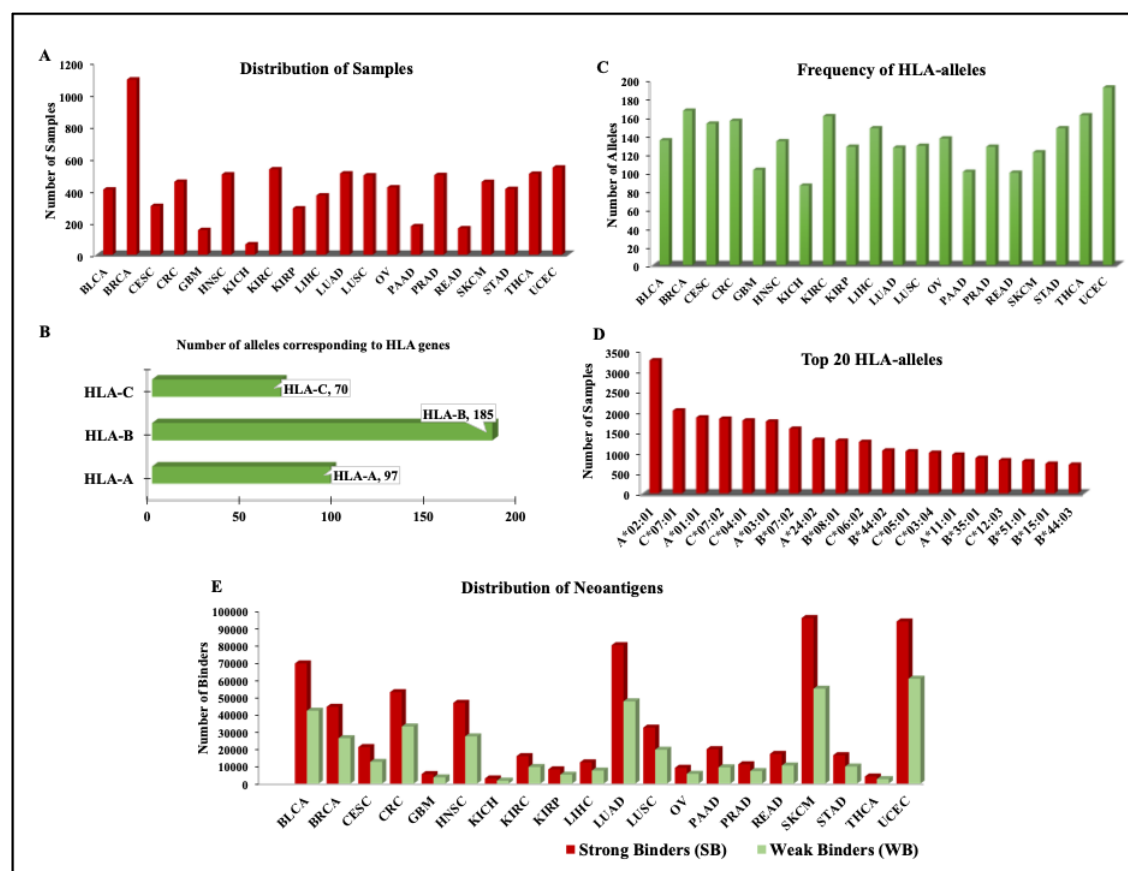 A
Distribution of Samples
Number of Samples
1200
1000
800
600
400
200
0
BLCA
BRCA
CESC
CRC
GBM
HNSC
KICH
KIRC
KIRP
LIHC
LUAD
LUSC
OV
PAAD
PRAD
READ
SKCM
STAD
THCA
UCEC
C
Frequency of HLA-alleles
Number of Alleles
200
180
160
140
120
100
80
60
40
20
0
BLCA
BRCA
CESC
CRC
GBM
HNSC
KICH
KIRC
KIRP
LIHC
LUAD
LUSC
OV
PAAD
PRAD
READ
SKCM
STAD
THCA
UCEC
B
Number of alleles corresponding to HLA genes
HLA-C
HLA-C, 70
HLA-B, 185
HLA-B
HLA-A
HLA-A, 97
0
50
100
150
200
D
Top 20 HLA-alleles
Number of Samples
3500
3000
2500
2000
1500
1000
500
0
A*02:01
C*07:01
A*01:01
C*07:02
C*04:01
A*03:01
B*07:02
A*24:02
B*08:01
C*06:02
B*44:02
C*05:01
C*03:04
A*11:01
B*35:01
C*12:03
B*51:01
B*15:01
B*44:03
E
Distribution of Neoantigens
Number of Binders
100000
90000
80000
70000
60000
50000
40000
30000
20000
10000
0
BLCA
BRCA
CESC
CRC
GBM
HNSC
KICH
KIRC
KIRP
LIHC
LUAD
LUSC
OV
PAAD
PRAD
READ
SKCM
STAD
THCA
UCEC
Strong Binders (SB)
Weak Binders (WB)